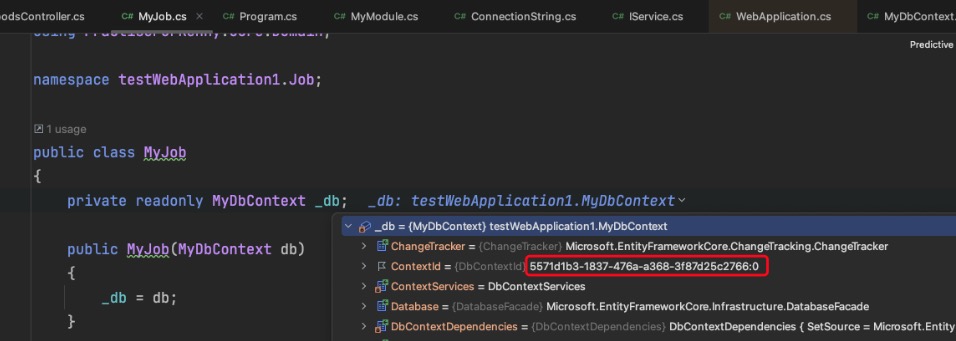 oodsController.cs C# MyJob.cs × C# Program.cs C# MyModule.cs C# ConnectionString.cs C# IService.cs C# WebApplication.cs C# MyDbContext.
Predictive
namespace testWebApplication1.Job;
1 usage
public class MyJob
{
private readonly MyDbContext _db; _db: testWebApplication1.MyDbContext
_db = {MyDbContext} testWebApplication1.MyDbContext
ChangeTracker = {ChangeTracker} Microsoft.EntityFrameworkCore.ChangeTracking.ChangeTracker
public MyJob(MyDbContext db)
ContextId = {DbContextId} 5571d1b3-1837-476a-a368-3f87d25c2766:0
{
ContextServices = DbContextServices
_db = db;
Database = {DatabaseFacade} Microsoft.EntityFrameworkCore.Infrastructure.DatabaseFacade
}
DbContextDependencies = {DbContextDependencies} DbContextDependencies { SetSource = Microsoft.Entity